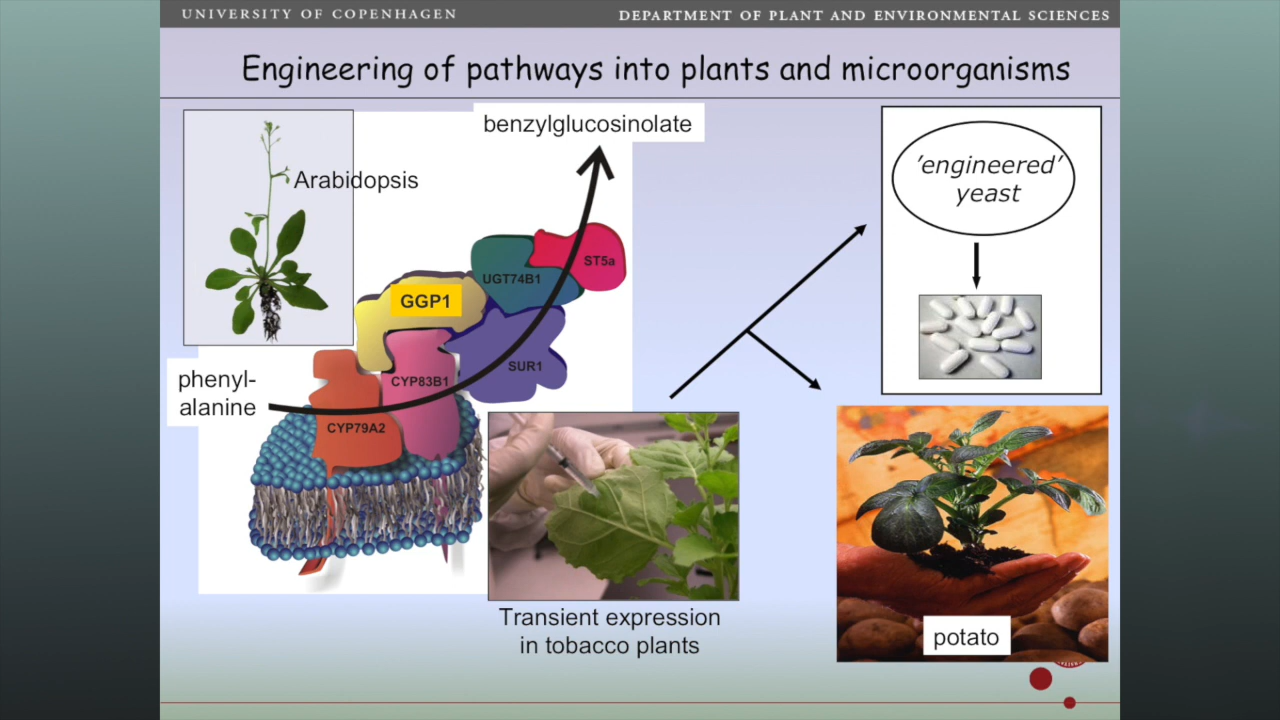 UNIVERSITY OF COPENHAGEN
DEPARTMENT OF PLANT AND ENVIRONMENTAL SCIENCES
Engineering of pathways into plants and microorganisms
benzylglucosinolate
Arabidopsis
'engineered'
yeast
ST5a
UGT74B1
GGP1
SUR1
CYP83B1
phenyl-
alanine
CYP79A2
Transient expression
in tobacco plants
potato